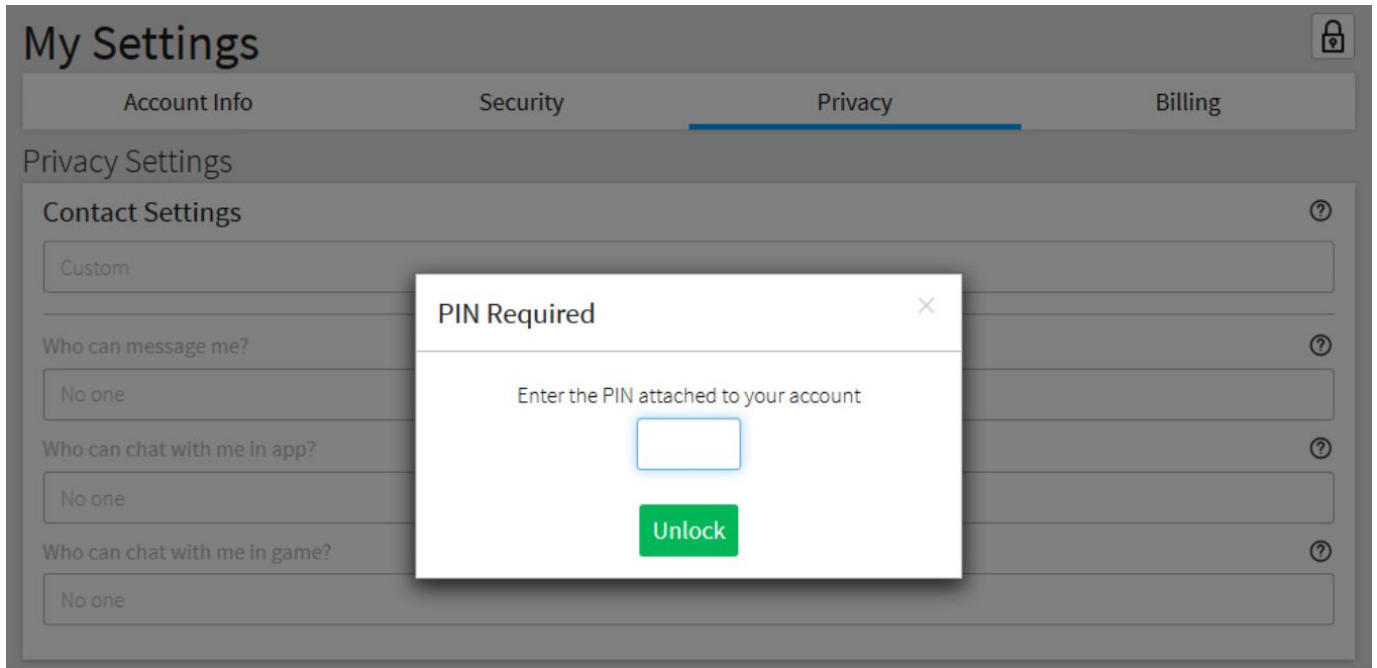 My Settings
Account Info Security Privacy Billing
Privacy Settings
Contact Settings
Custom
PIN Required
Who can message me?
No one
Enter the PIN attached to your account
Who can chat with me in app?
No one
Unlock
Who can chat with me in game?
No one